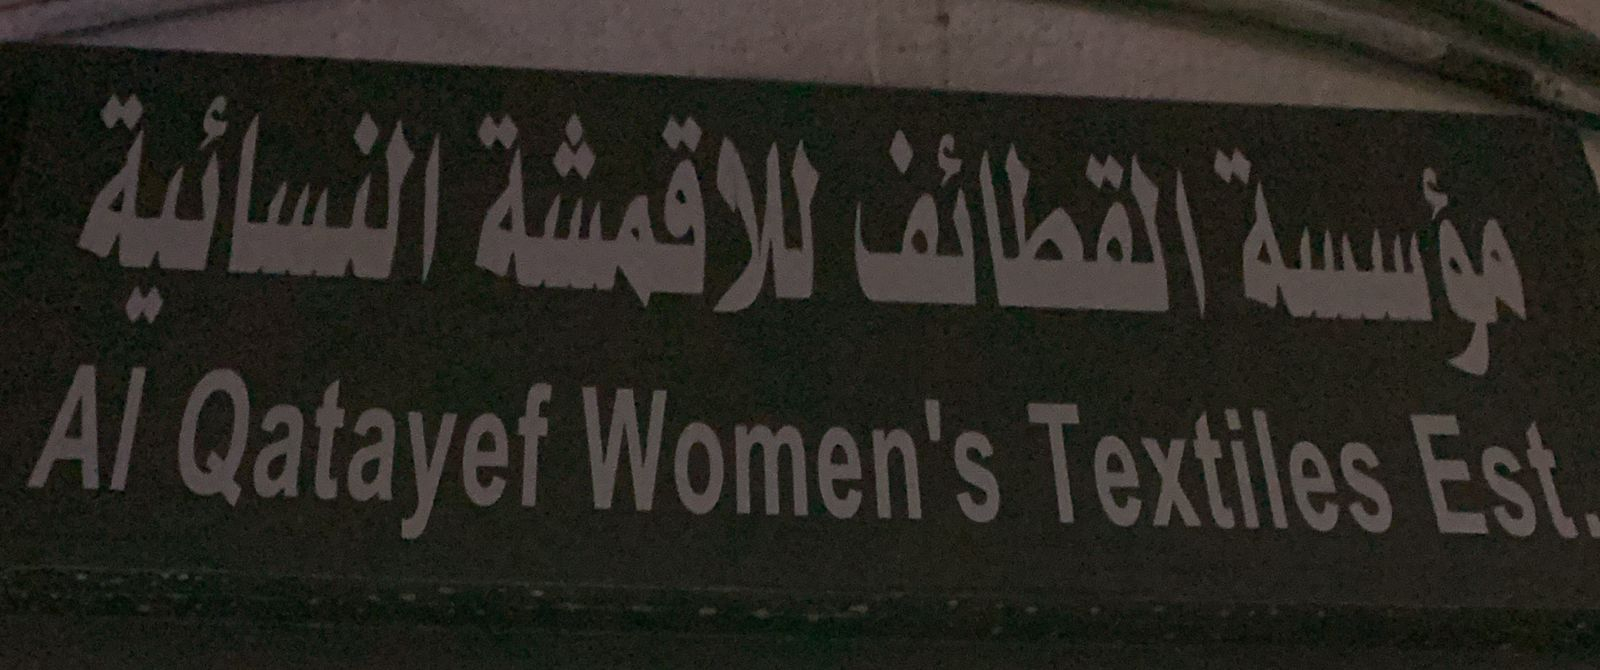 مؤسسة القطائف للاقمشة النسائية
Al Qatayef Women's Textiles Est.